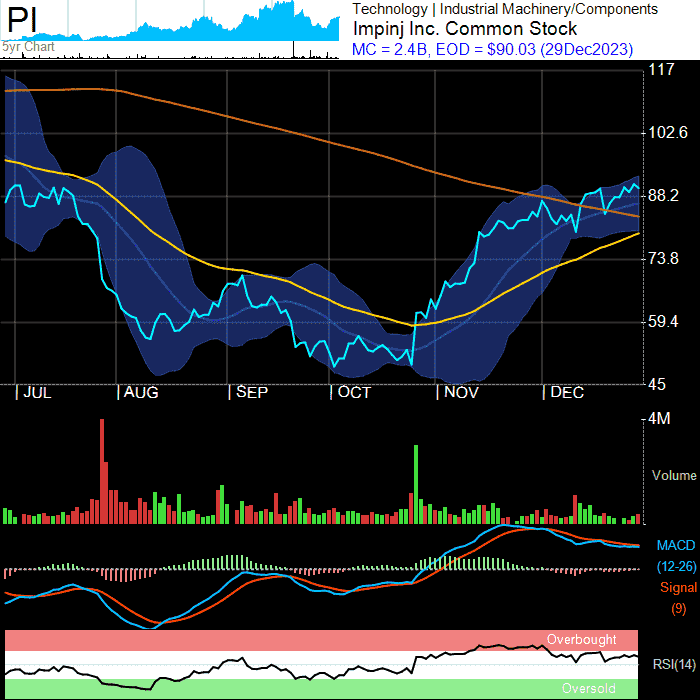 PI
5yr Chart
Technology | Industrial Machinery/Components
Impinj Inc. Common Stock
MC = 2.4B, EOD = $90.03 (29Dec2023)
117
102.6
88.2
73.8
59.4
45
| JUL | AUG | SEP | OCT | NOV | DEC
4M
Volume
MACD
(12-26)
Signal
(9)
Overbought
RSI(14)
Oversold